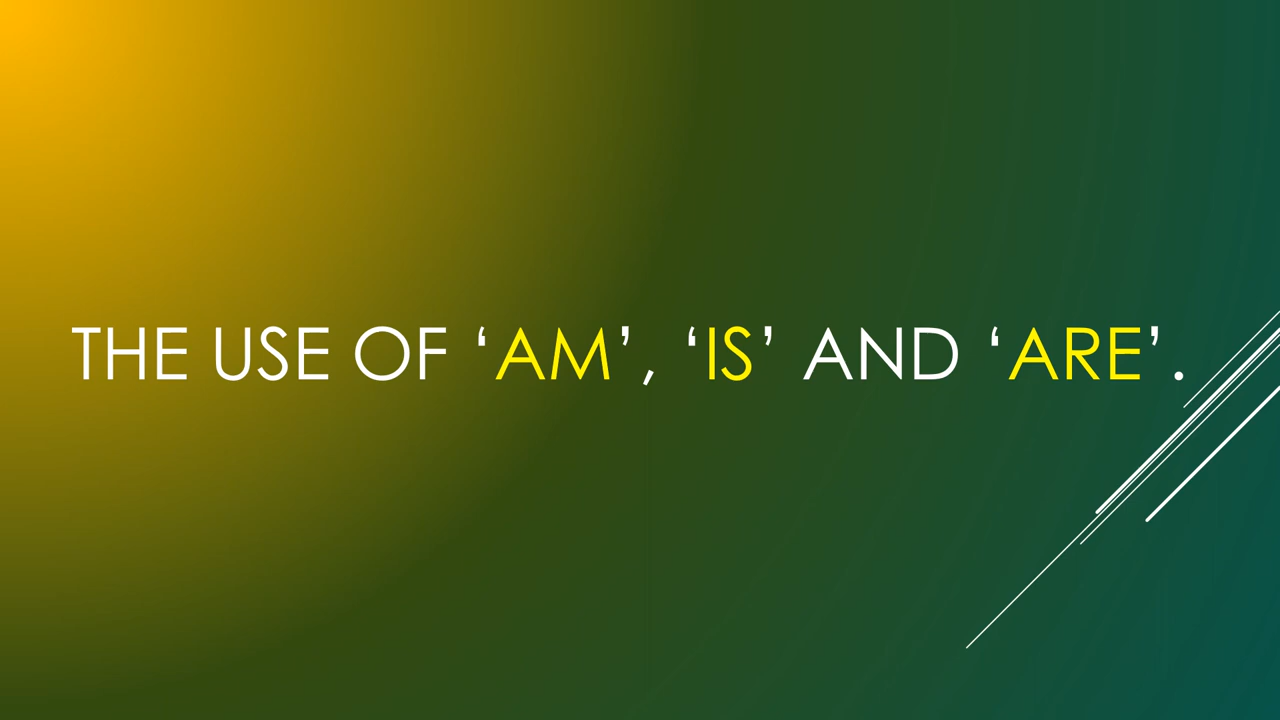 THE USE OF ‘AM’, ‘IS’ AND ‘ARE’.